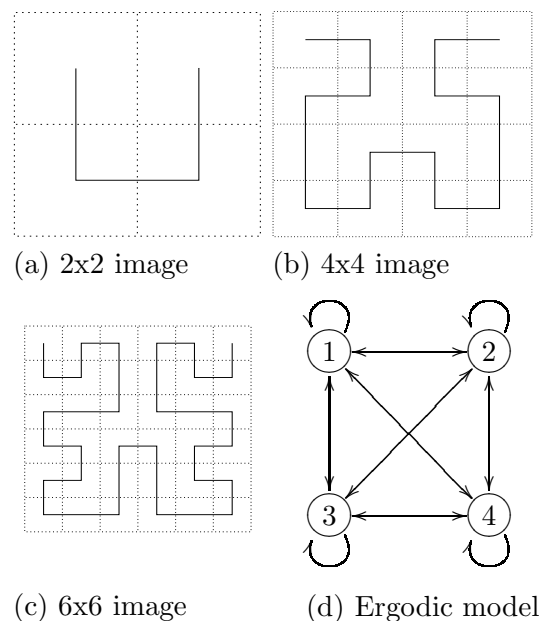 (a) 2x2 image
(b) 4x4 image
1
2
3
4
(c) 6x6 image
(d) Ergodic model